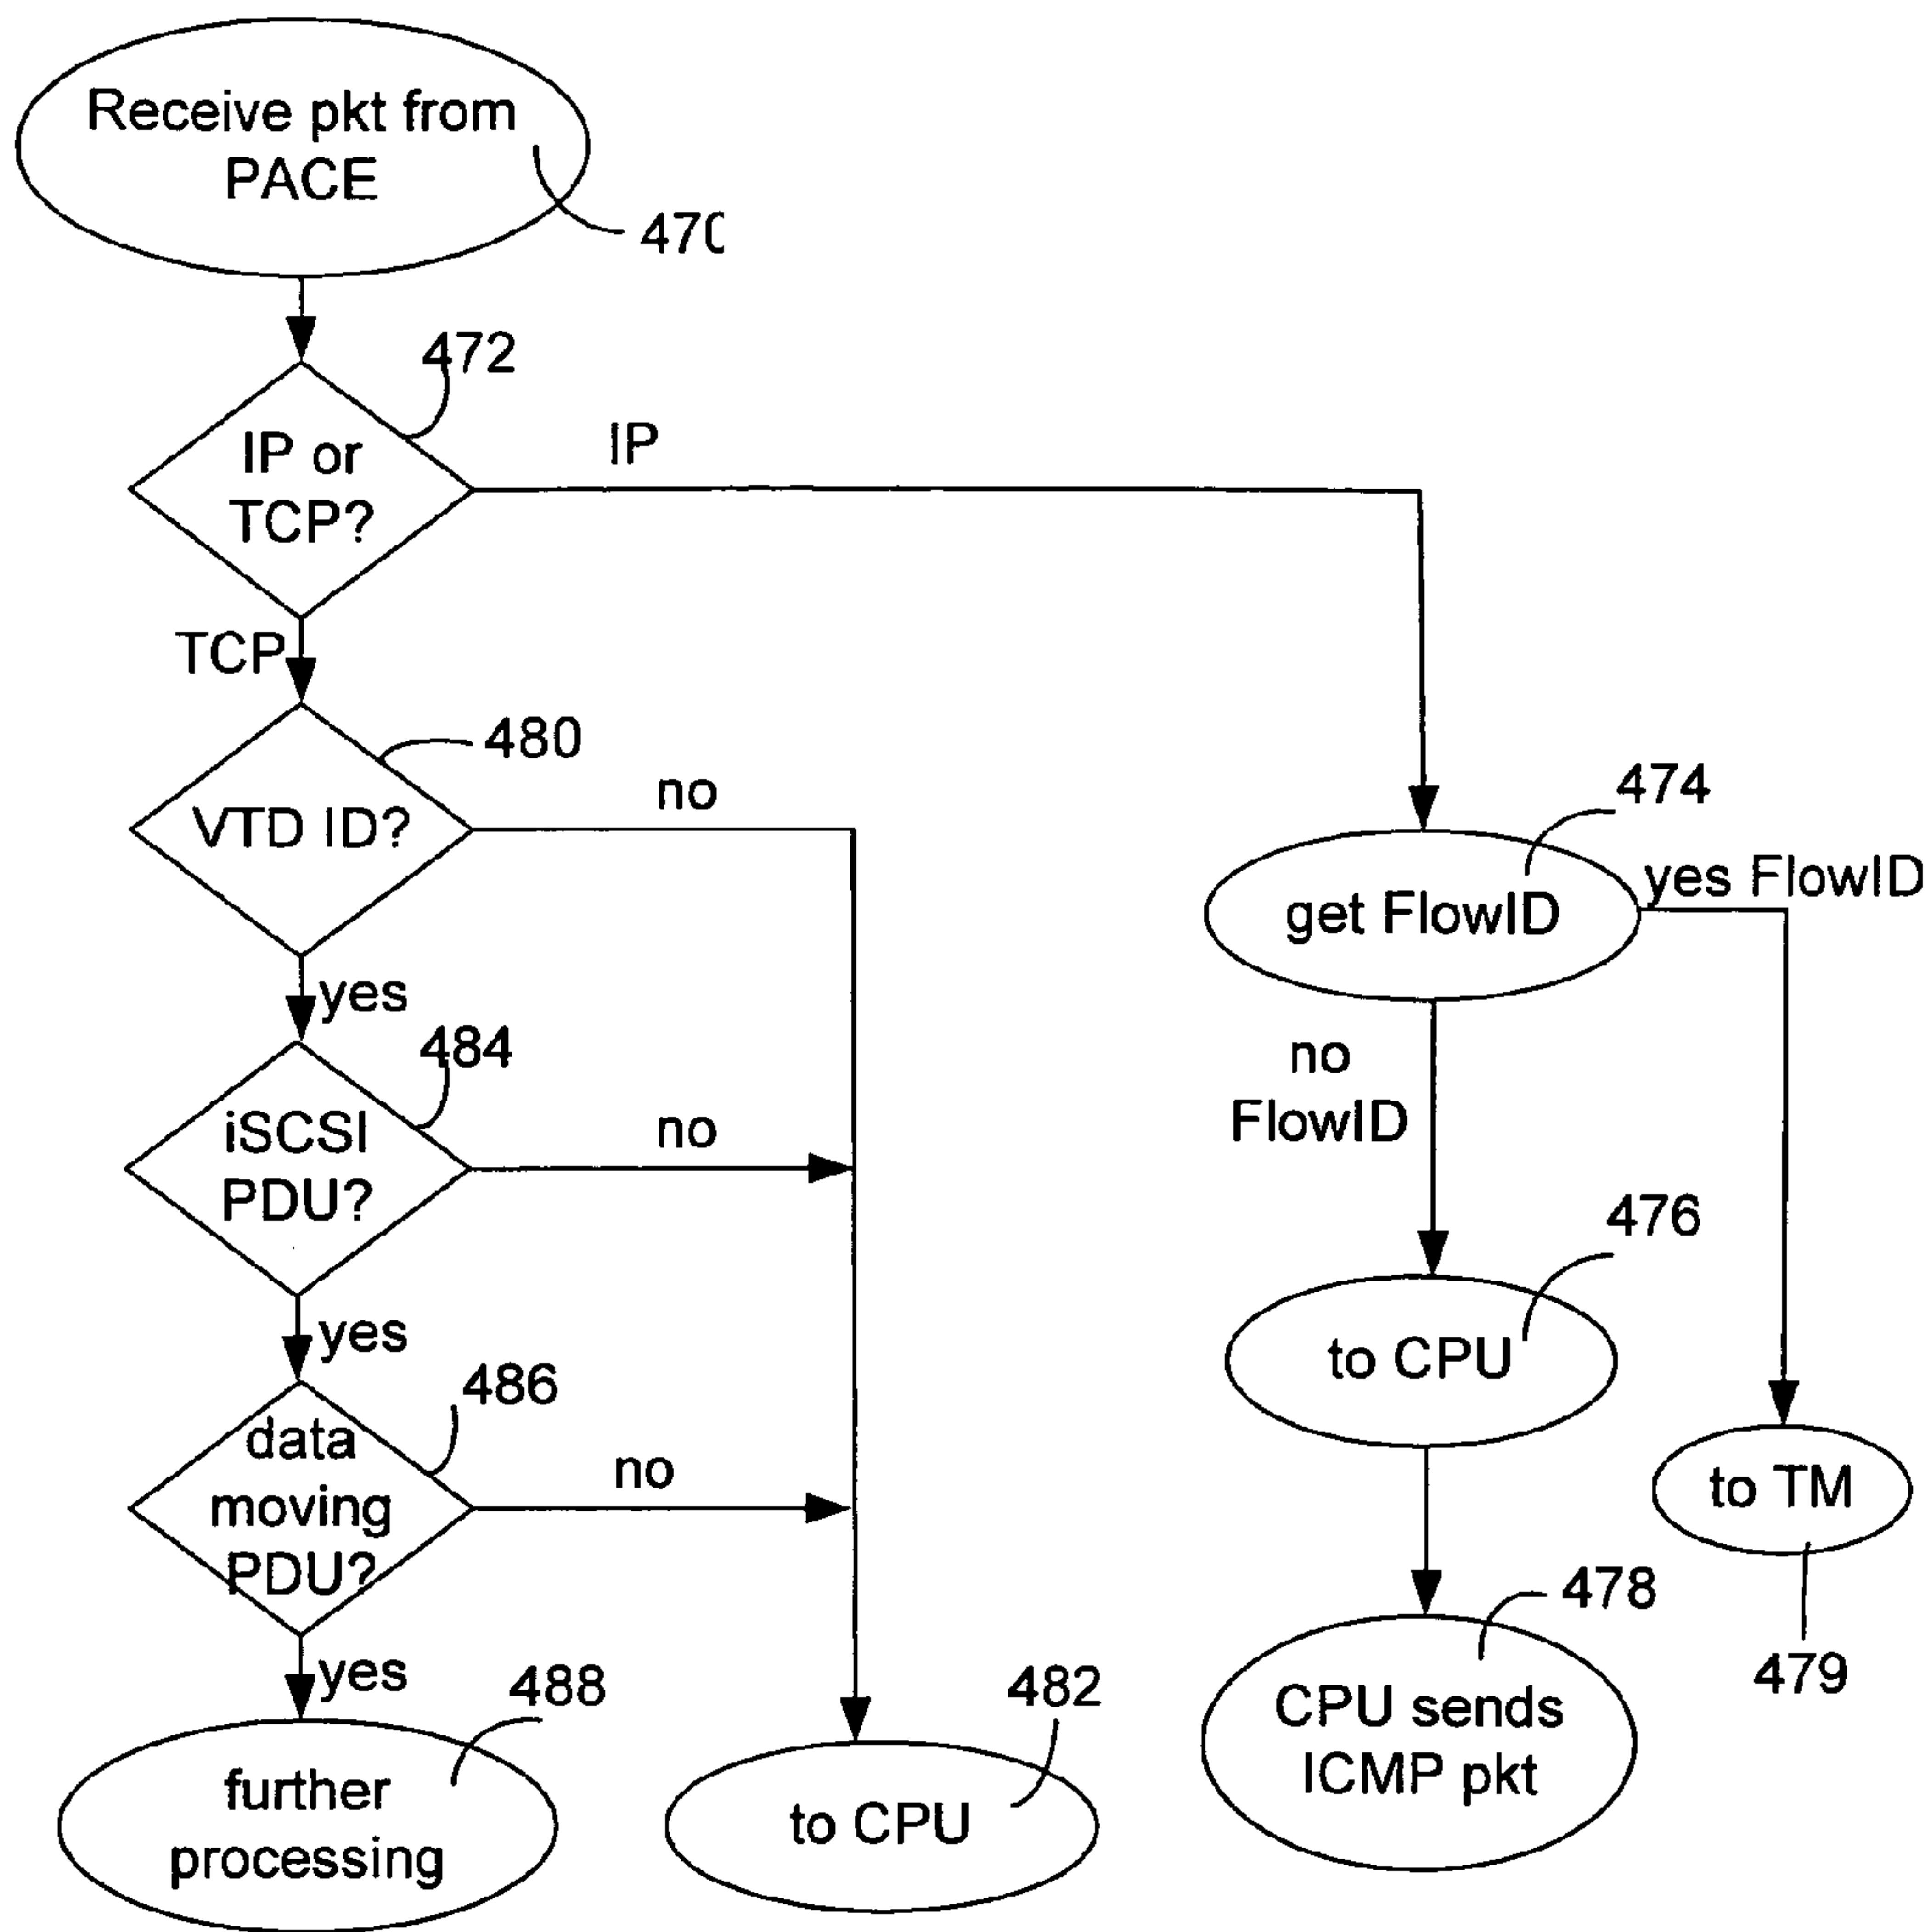 Receive pkt from
PACE
470
472
IP or
TCP?
IP
TCP
480
VTD ID?
no
474
get FlowID
yes FlowID
yes
484
iSCSI
PDU?
no
no
FlowID
476
to CPU
yes
486
data
moving
PDU?
no
to TM
479
478
CPU sends
ICMP pkt
yes
488
further
processing
482
to CPU